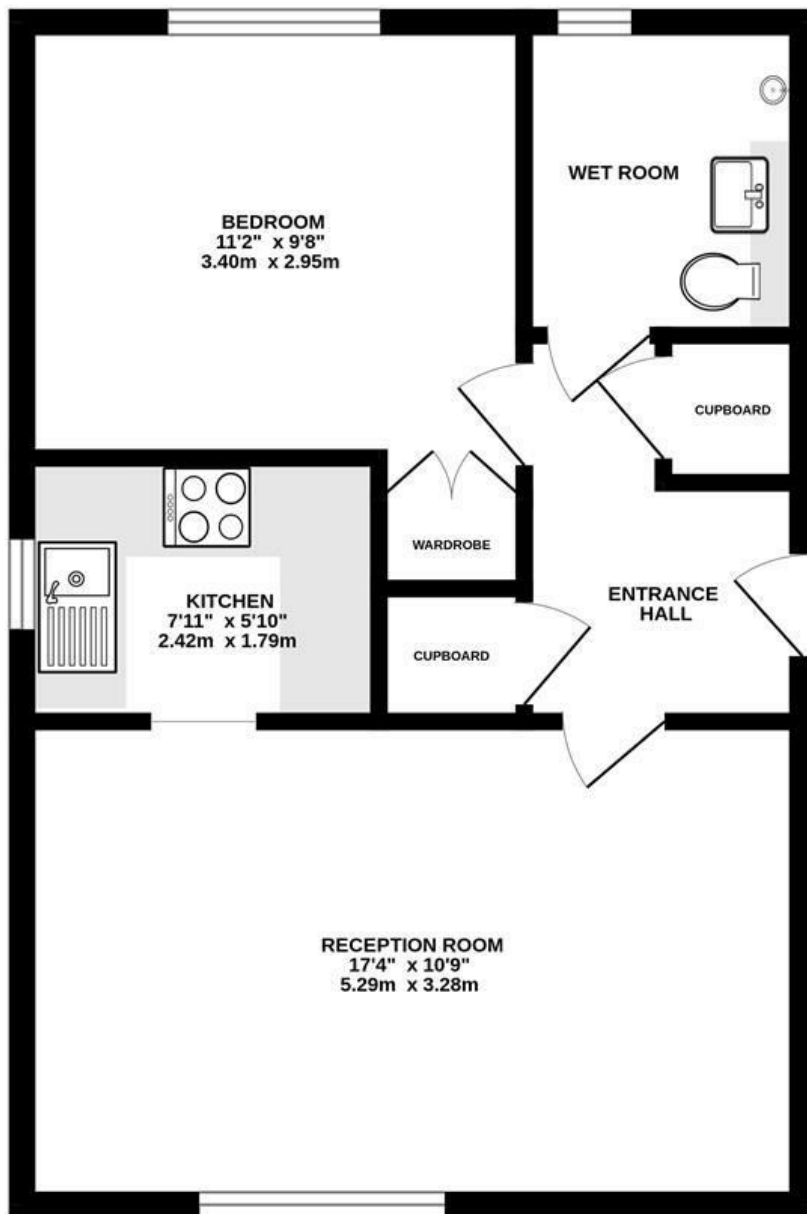 BEDROOM
11'2" x 9'8"
3.40m x 2.95m
WET ROOM
CUPBOARD
WARDROBE
KITCHEN
7'11" x 5'10"
2.42m x 1.79m
ENTRANCE
HALL
CUPBOARD
RECEPTION ROOM
17'4" x 10'9"
5.29m x 3.28m